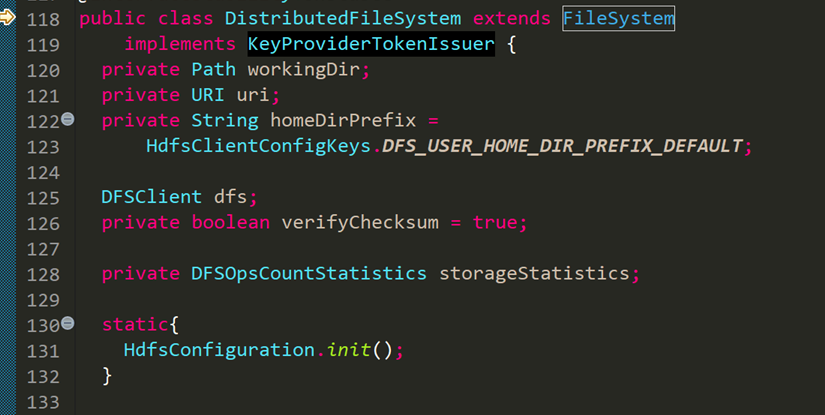 118 public class DistributedFileSystem extends FileSystem
119 implements KeyProviderTokenIssuer {
120 private Path workingDir;
121 private URI uri;
122 private String homeDirPrefix =
123 HdfsClientConfigKeys.DFS_USER_HOME_DIR_PREFIX_DEFAULT;
124
125 DFSClient dfs;
126 private boolean verifyChecksum = true;
127
128 private DFSOpsCountStatistics storageStatistics;
129
130 static{
131 HdfsConfiguration.init();
132 }
133